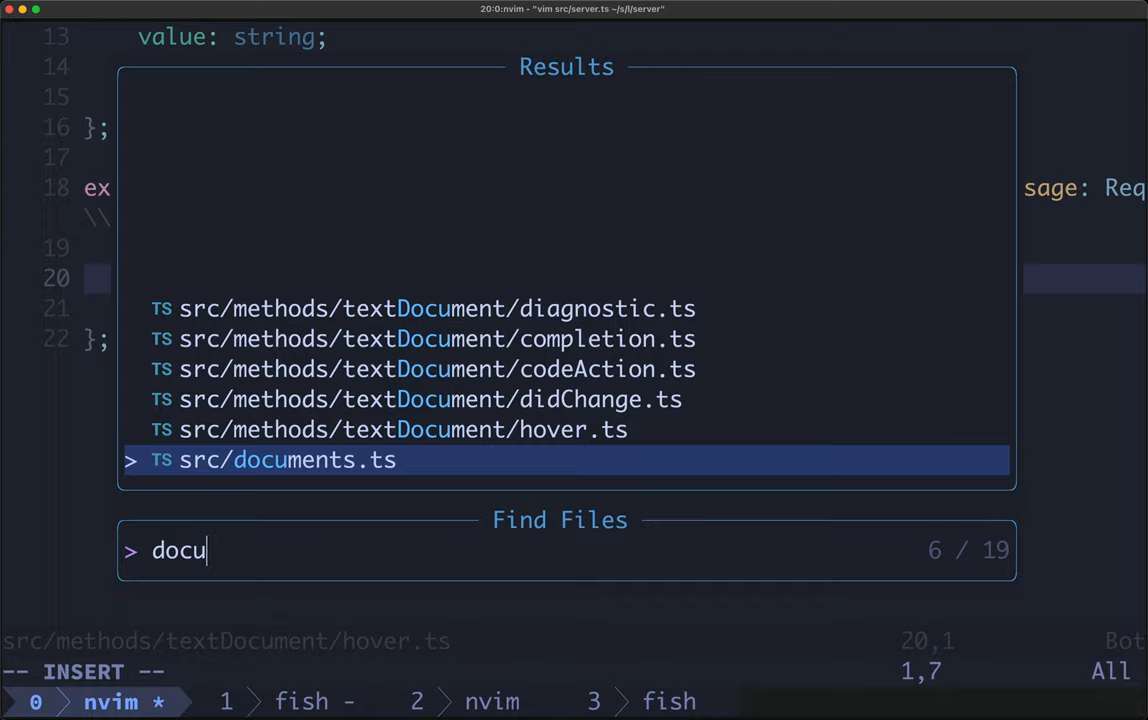 20:0:nvim - "vim src/server.ts ~/s/l/server"
13 value: string;
14
Results
15
16 };
17
18 ex sage: Req
\\
19
20
TS src/methods/textDocument/diagnostic.ts
21
TS src/methods/textDocument/completion.ts
22 };
TS src/methods/textDocument/codeAction.ts
TS src/methods/textDocument/didChange.ts
TS src/methods/textDocument/hover.ts
> TS src/documents.ts
Find Files
> docu 6 / 19
src/methods/textDocument/hover.ts 20,1 Bot
-- INSERT -- 1,7 All
0 nvim * 1 fish - 2 nvim 3 fish